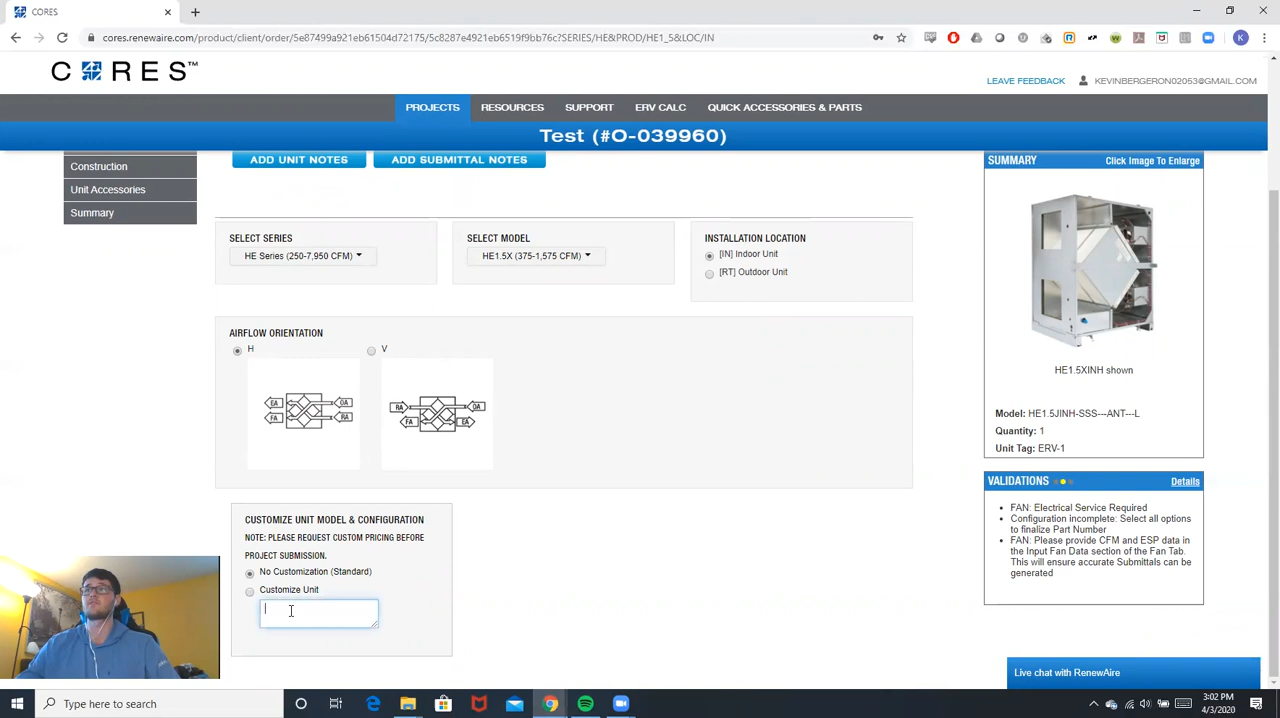 CORES
cores.renewaire.com/product/client/order/5e87499a921eb61504d72175/5c8287e4921eb6519f9bc56b?SERIES/HE&PROD/HE1_5&LOC/IN
K
CORES™
LEAVE FEEDBACK
KEVINBERGERON02053@GMAIL.COM
PROJECTS
RESOURCES
SUPPORT
ERV CALC
QUICK ACCESSORIES & PARTS
Test (#O-039960)
Construction
Unit Accessories
Summary
ADD UNIT NOTES
ADD SUBMITTAL NOTES
SELECT SERIES
HE Series (250-7,950 CFM)
SELECT MODEL
HE1.5X (375-1,575 CFM)
INSTALLATION LOCATION
[IN] Indoor Unit
[RT] Outdoor Unit
AIRFLOW ORIENTATION
H
V
EA
OA
FA
RA
RA
OA
FA
EA
CUSTOMIZE UNIT MODEL & CONFIGURATION
NOTE: PLEASE REQUEST CUSTOM PRICING BEFORE
PROJECT SUBMISSION.
No Customization (Standard)
Customize Unit
SUMMARY
Click Image To Enlarge
HE1.5XINH shown
Model: HE1.5JINH-SSS---ANT---L
Quantity: 1
Unit Tag: ERV-1
VALIDATIONS
Details
FAN: Electrical Service Required
Configuration incomplete: Select all options
to finalize Part Number
FAN: Please provide CFM and ESP data in
the Input Fan Data section of the Fan Tab.
This will ensure accurate Submittals can be
generated
Live chat with RenewAire
Type here to search
3:02 PM
4/3/2020